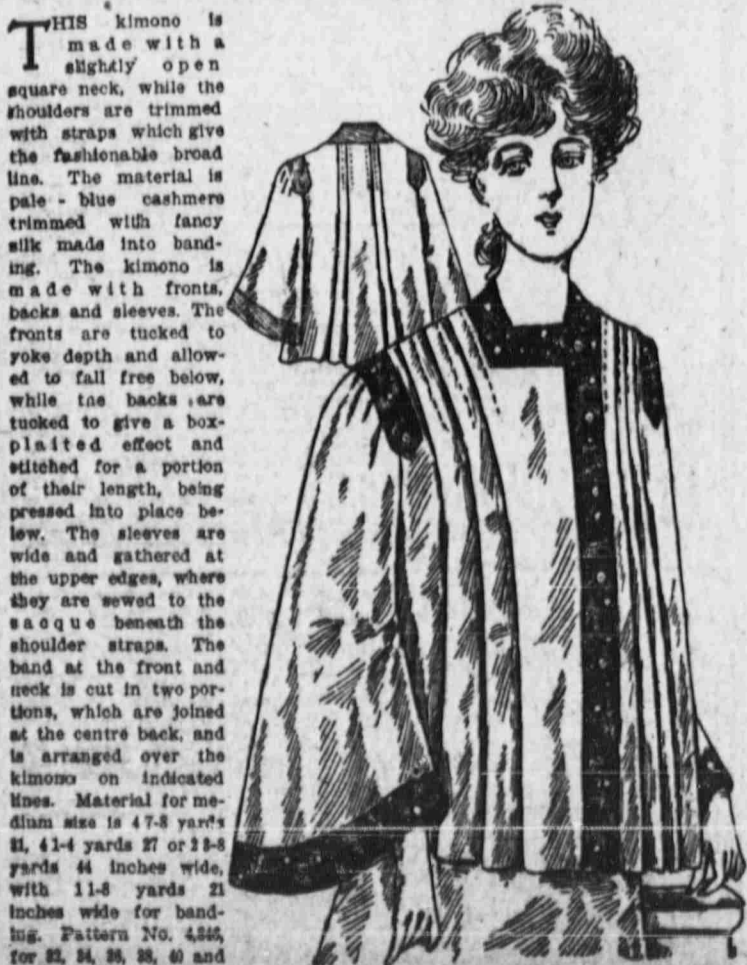 THIS kimono is
made with a
slightly open
square neck, while the
shoulders are trimmed
with straps which give
the fashionable broad
line. The material is
pale - blue cashmere
trimmed with fancy
silk made into band-
ing. The kimono is
made with fronts,
backs and sleeves. The
fronts are tucked to
yoke depth and allow-
ed to fall free below,
while the backs are
tucked to give a box-
plaited effect and
stitched for a portion
of their length, being
pressed into place be-
low. The sleeves are
wide and gathered at
the upper edges, where
they are sewed to the
sacque beneath the
shoulder straps. The
band at the front and
neck is cut in two por-
tions, which are joined
at the centre back, and
is arranged over the
kimono on indicated
lines. Material for me-
dium size is 4 7-8 yards
21, 4 1-4 yards 27 or 2 3-8
yards 44 inches wide,
with 1 1-8 yards 21
inches wide for band-
ing. Pattern No.
for 32, 34, 36, 38, 40 and